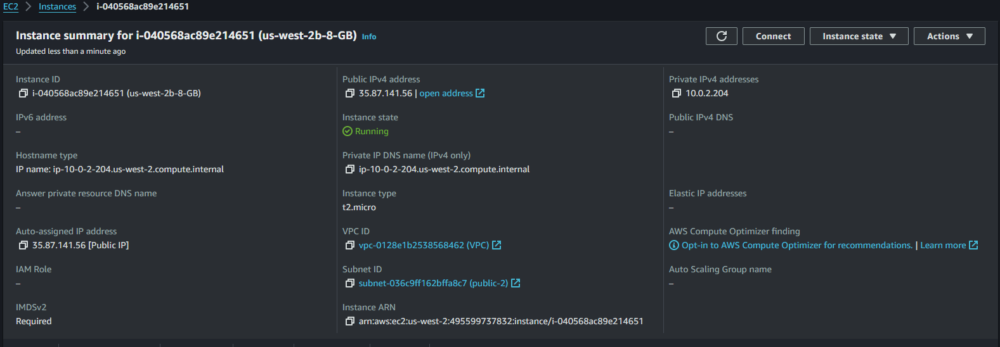 EC2 > Instances > i-040568ac89e214651
Instance summary for i-040568ac89e214651 (us-west-2b-8-GB) Info
Updated less than a minute ago
Connect
Instance state
Actions
Instance ID
i-040568ac89e214651 (us-west-2b-8-GB)
Public IPv4 address
35.87.141.56 | open address
Private IPv4 addresses
10.0.2.204
IPv6 address
–
Instance state
Running
Public IPv4 DNS
–
Hostname type
IP name: ip-10-0-2-204.us-west-2.compute.internal
Private IP DNS name (IPv4 only)
ip-10-0-2-204.us-west-2.compute.internal
Answer private resource DNS name
–
Instance type
t2.micro
Elastic IP addresses
–
Auto-assigned IP address
35.87.141.56 [Public IP]
VPC ID
vpc-0128e1b2538568462 (VPC)
AWS Compute Optimizer finding
Opt-in to AWS Compute Optimizer for recommendations. | Learn more
IAM Role
–
Subnet ID
subnet-036c9ff162bffa8c7 (public-2)
Auto Scaling Group name
–
IMDSv2
Required
Instance ARN
arn:aws:ec2:us-west-2:495599737832:instance/i-040568ac89e214651